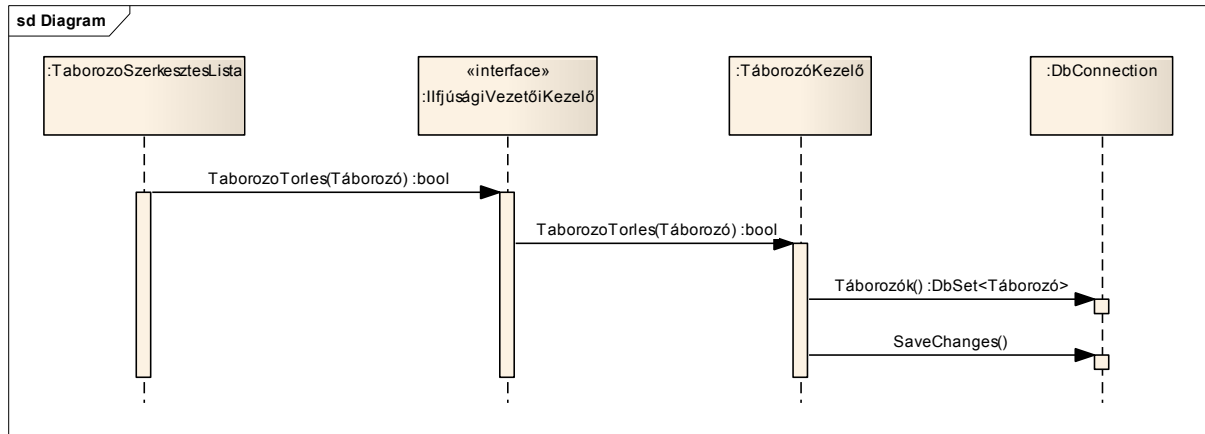 sd Diagram
:TaborozoSzerkesztesLista
«interface»
:IIfjúságiVezetőiKezelő
:TáborozóKezelő
:DbConnection
TaborozoTorles(Táborozó) :bool
TaborozoTorles(Táborozó) :bool
Táborozók() :DbSet<Táborozó>
SaveChanges()